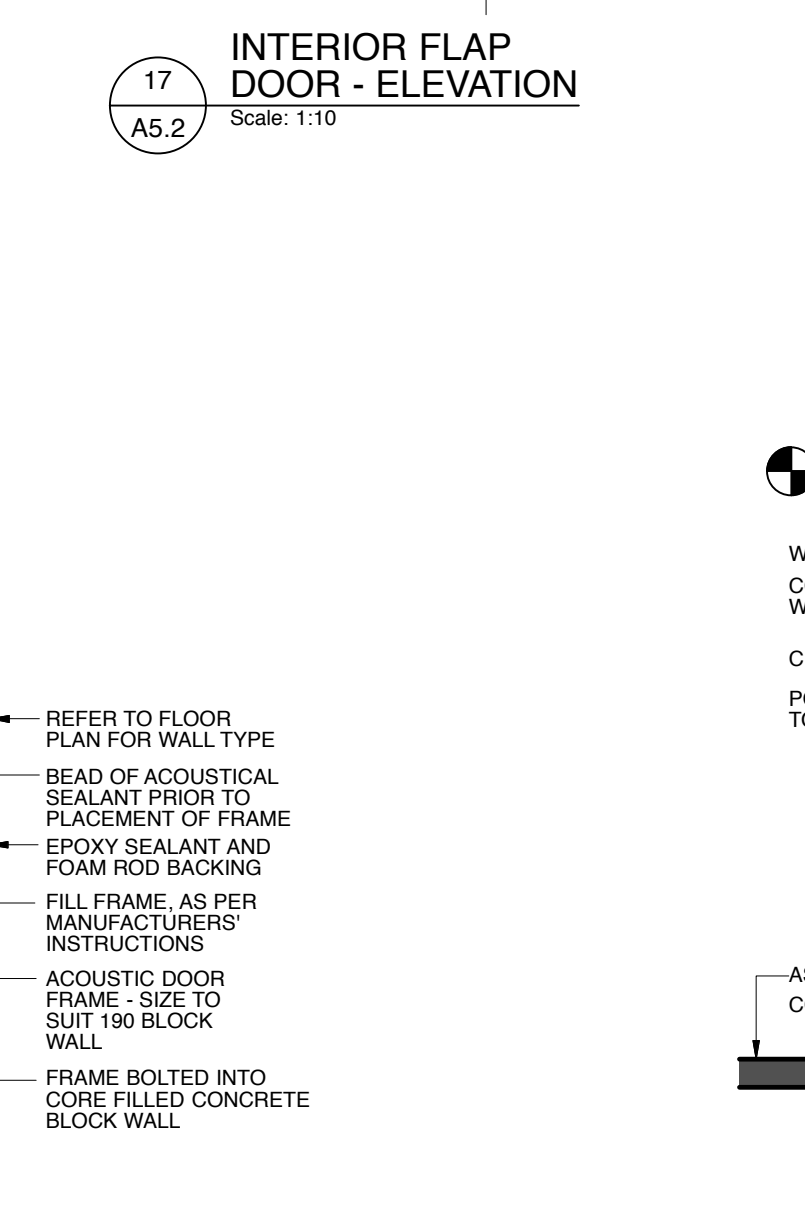 INTERIOR FLAP
DOOR - ELEVATION
17
A5.2
Scale: 1:10
REFER TO FLOOR
PLAN FOR WALL TYPE
BEAD OF ACOUSTICAL
SEALANT PRIOR TO
PLACEMENT OF FRAME
EPOXY SEALANT AND
FOAM ROD BACKING
FILL FRAME, AS PER
MANUFACTURERS'
INSTRUCTIONS
ACOUSTIC DOOR
FRAME - SIZE TO
SUIT 190 BLOCK
WALL
FRAME BOLTED INTO
CORE FILLED CONCRETE
BLOCK WALL